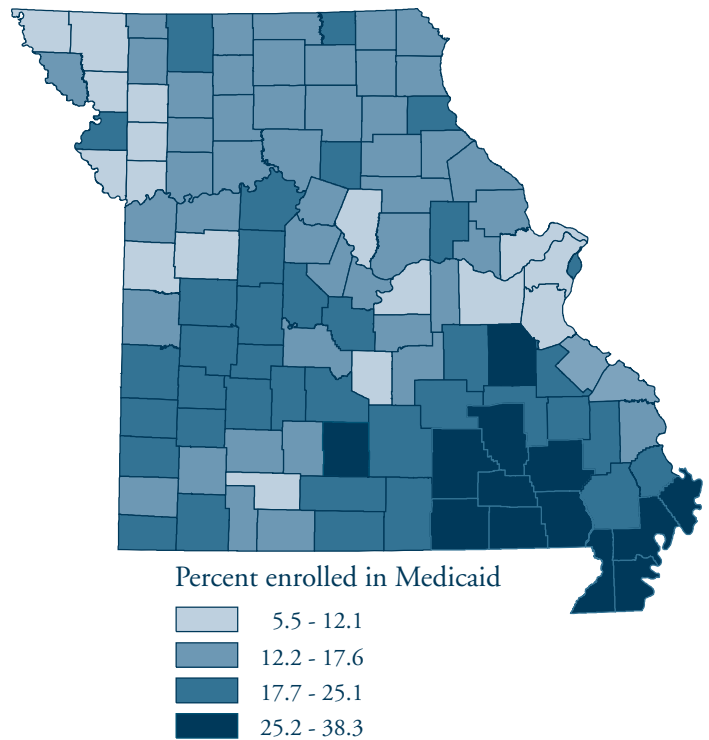 Percent enrolled in Medicaid
5.5 - 12.1
12.2 - 17.6
17.7 - 25.1
25.2 - 38.3